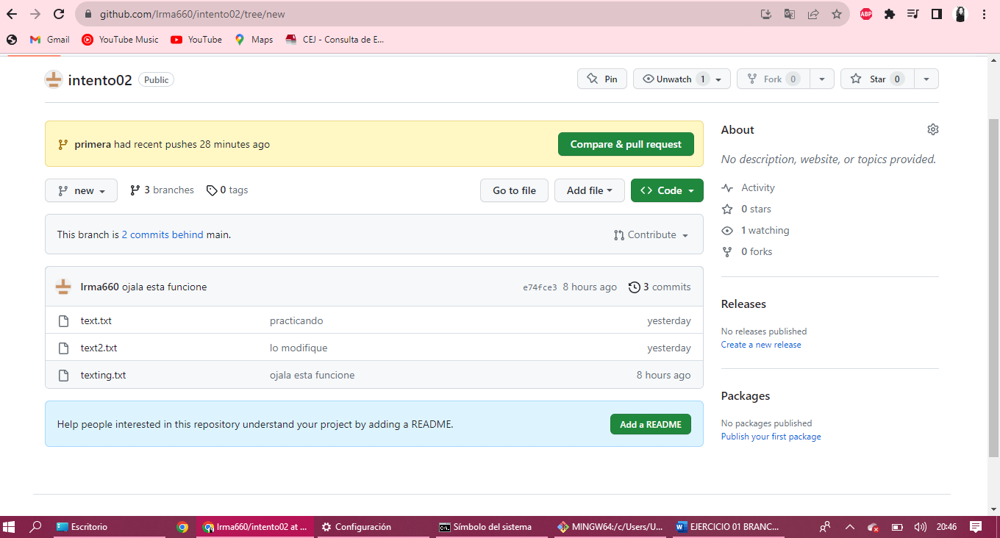 github.com/Irma660/intento02/tree/new
ABP
Gmail YouTube Music YouTube Maps CEJ - Consulta de E...
intento02 Public Pin Unwatch 1 Fork 0 Star 0
primera had recent pushes 28 minutes ago Compare & pull request
new 3 branches 0 tags Go to file Add file <> Code
This branch is 2 commits behind main. Contribute
Irma660 ojala esta funcione e74fce3 8 hours ago 3 commits
text.txt practicando yesterday
text2.txt lo modifique yesterday
texting.txt ojala esta funcione 8 hours ago
Help people interested in this repository understand your project by adding a README. Add a README
About
No description, website, or topics provided.
Activity
0 stars
1 watching
0 forks
Releases
No releases published
Create a new release
Packages
No packages published
Publish your first package
Escritorio Irma660/intento02 at ... Configuración Símbolo del sistema MINGW64:/c/Users/U... EJERCICIO 01 BRANC... 20:46